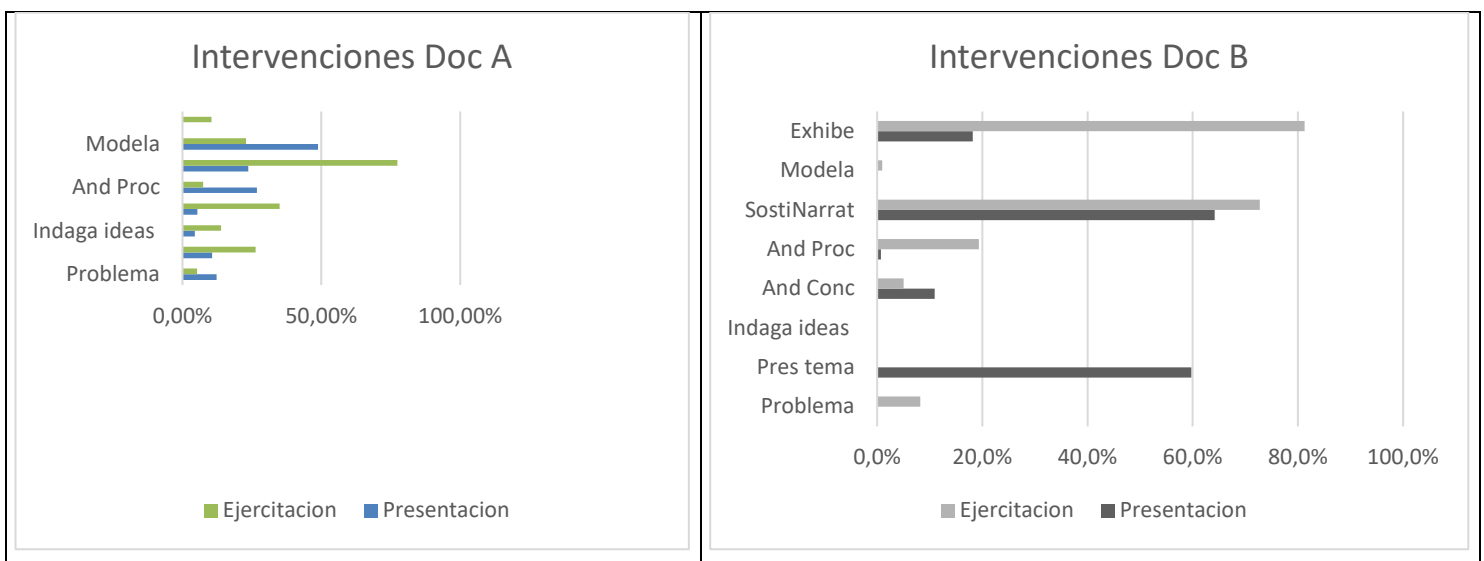 Intervenciones Doc A
Modela
And Proc
Indaga ideas
Problema
0,00% 50,00% 100,00%
Ejercitacion Presentacion
Intervenciones Doc B
Exhibe
Modela
SostiNarrat
And Proc
And Conc
Indaga ideas
Pres tema
Problema
0,0% 20,0% 40,0% 60,0% 80,0% 100,0%
Ejercitacion Presentacion